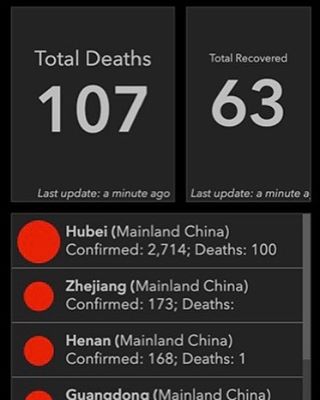 Total Deaths
107
Last update: a minute ago
Total Recovered
63
Last update: a minute a
Hubei (Mainland China)
Confirmed: 2,714; Deaths: 100
Zhejiang (Mainland China)
Confirmed: 173; Deaths:
Henan (Mainland China)
Confirmed: 168; Deaths: 1
Guangdong (Mainland China)